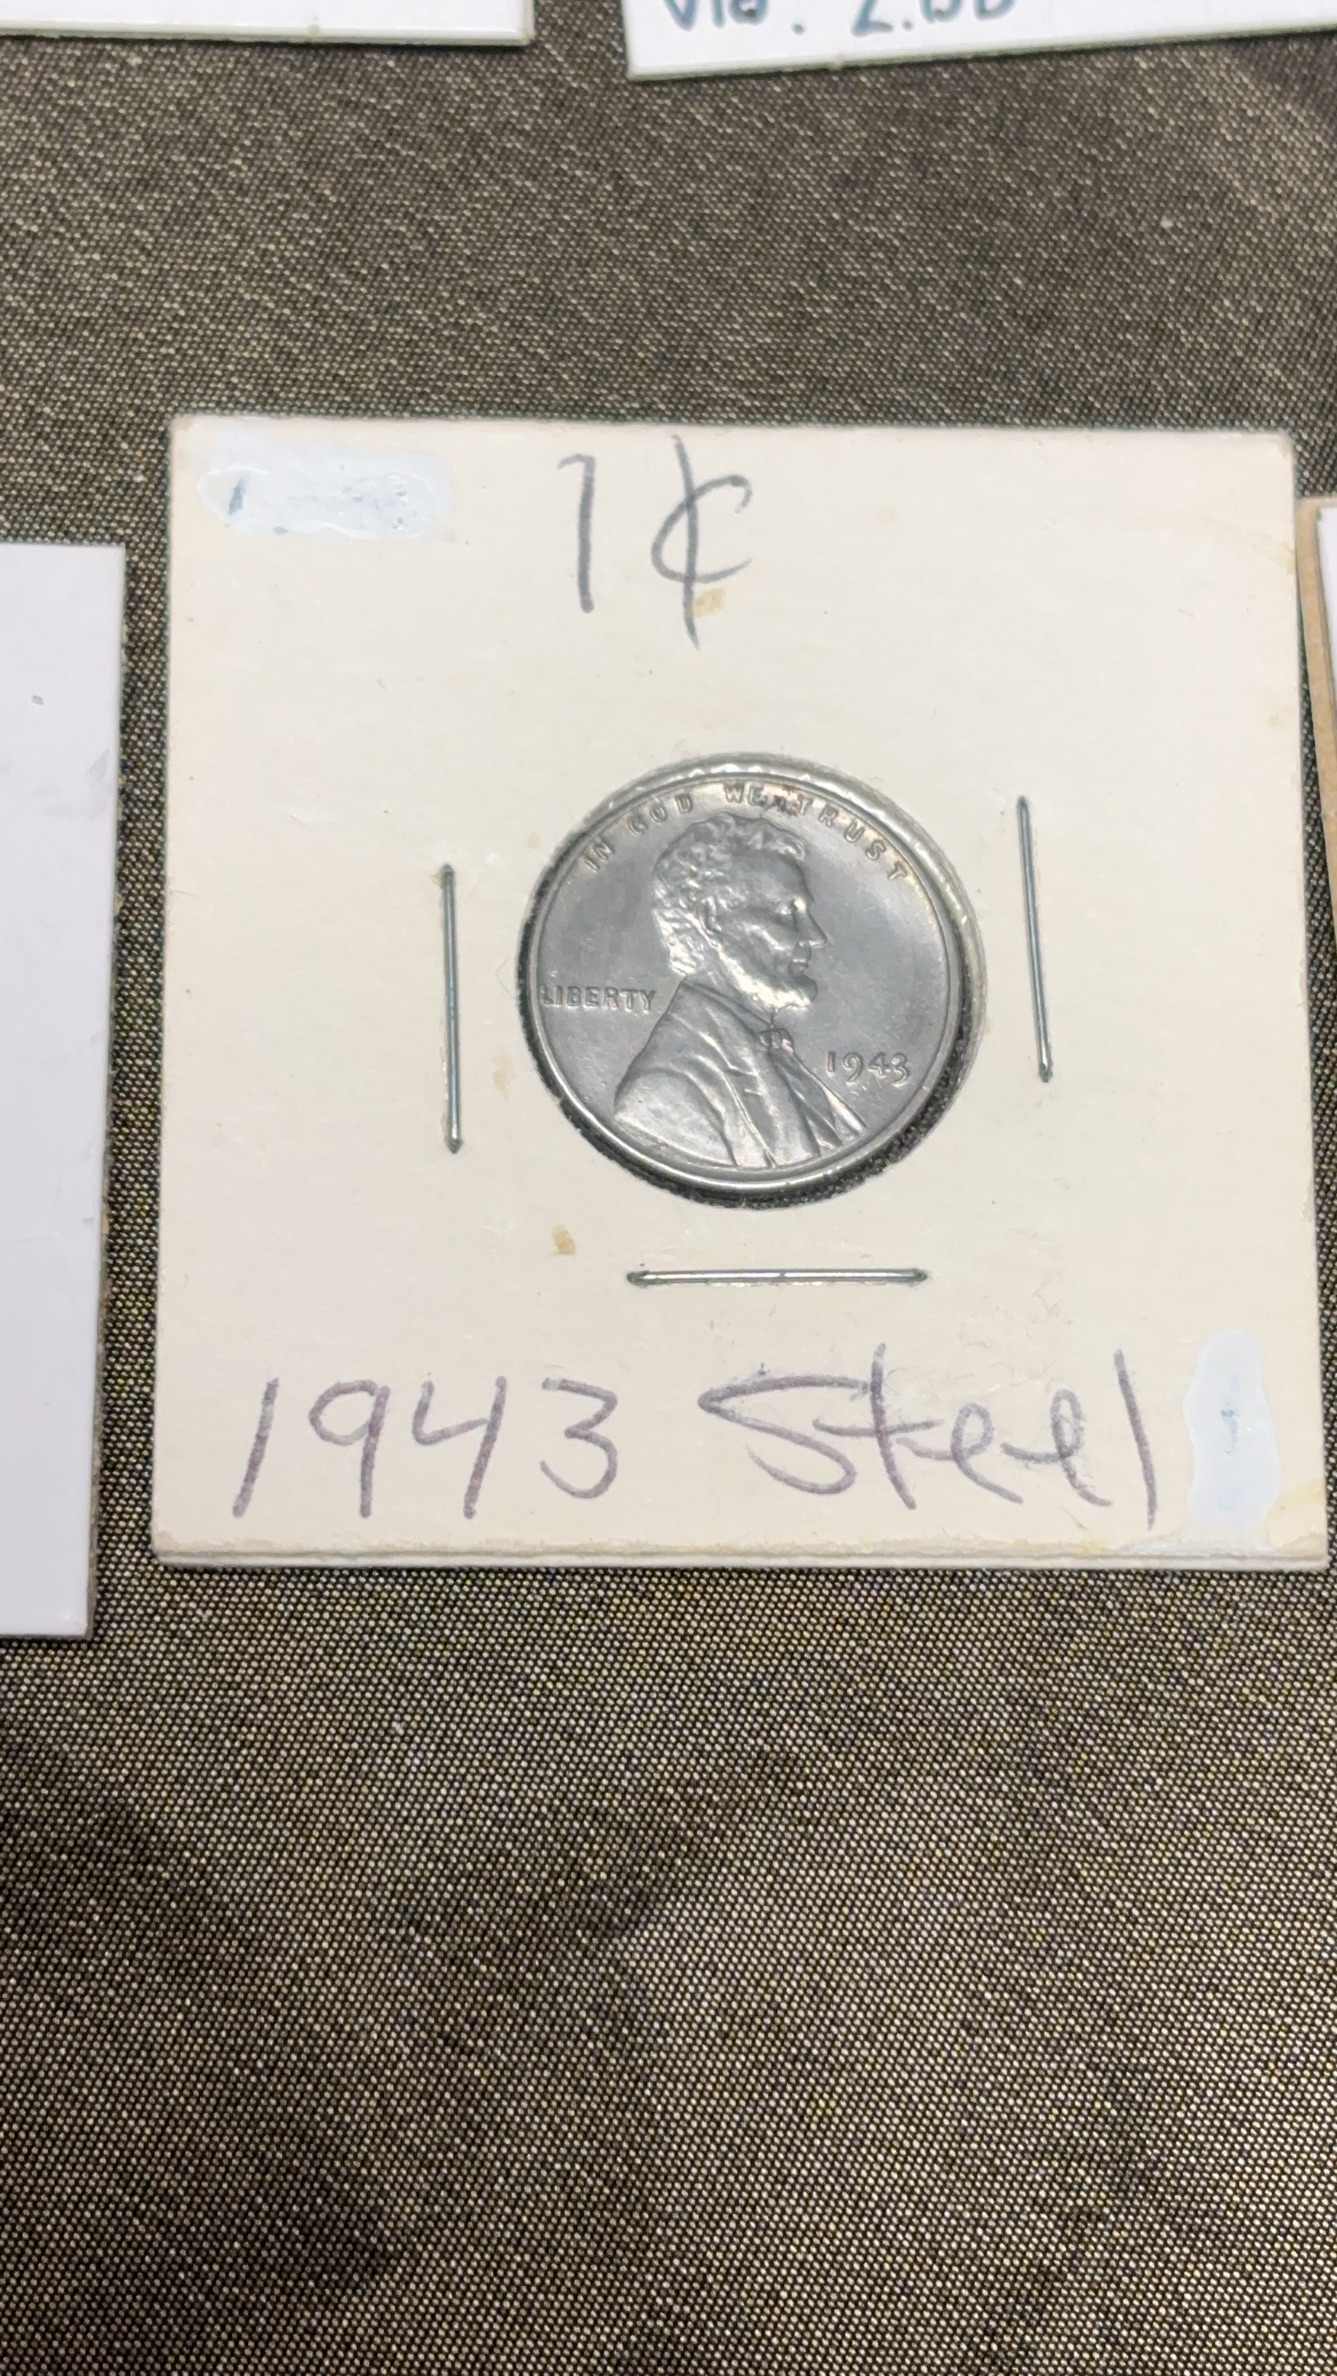 1¢
IN GOD WE TRUST
LIBERTY
1943
1943 Steel